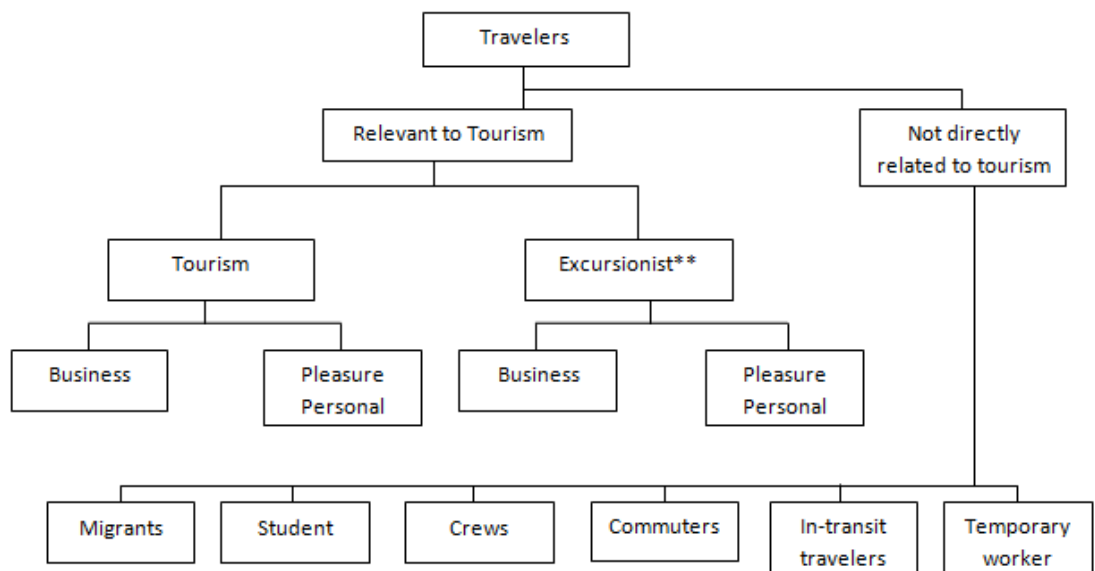 Travelers
Relevant to Tourism
Not directly
related to tourism
Tourism
Excursionist**
Business
Pleasure
Personal
Business
Pleasure
Personal
Migrants
Student
Crews
Commuters
In-transit
travelers
Temporary
worker